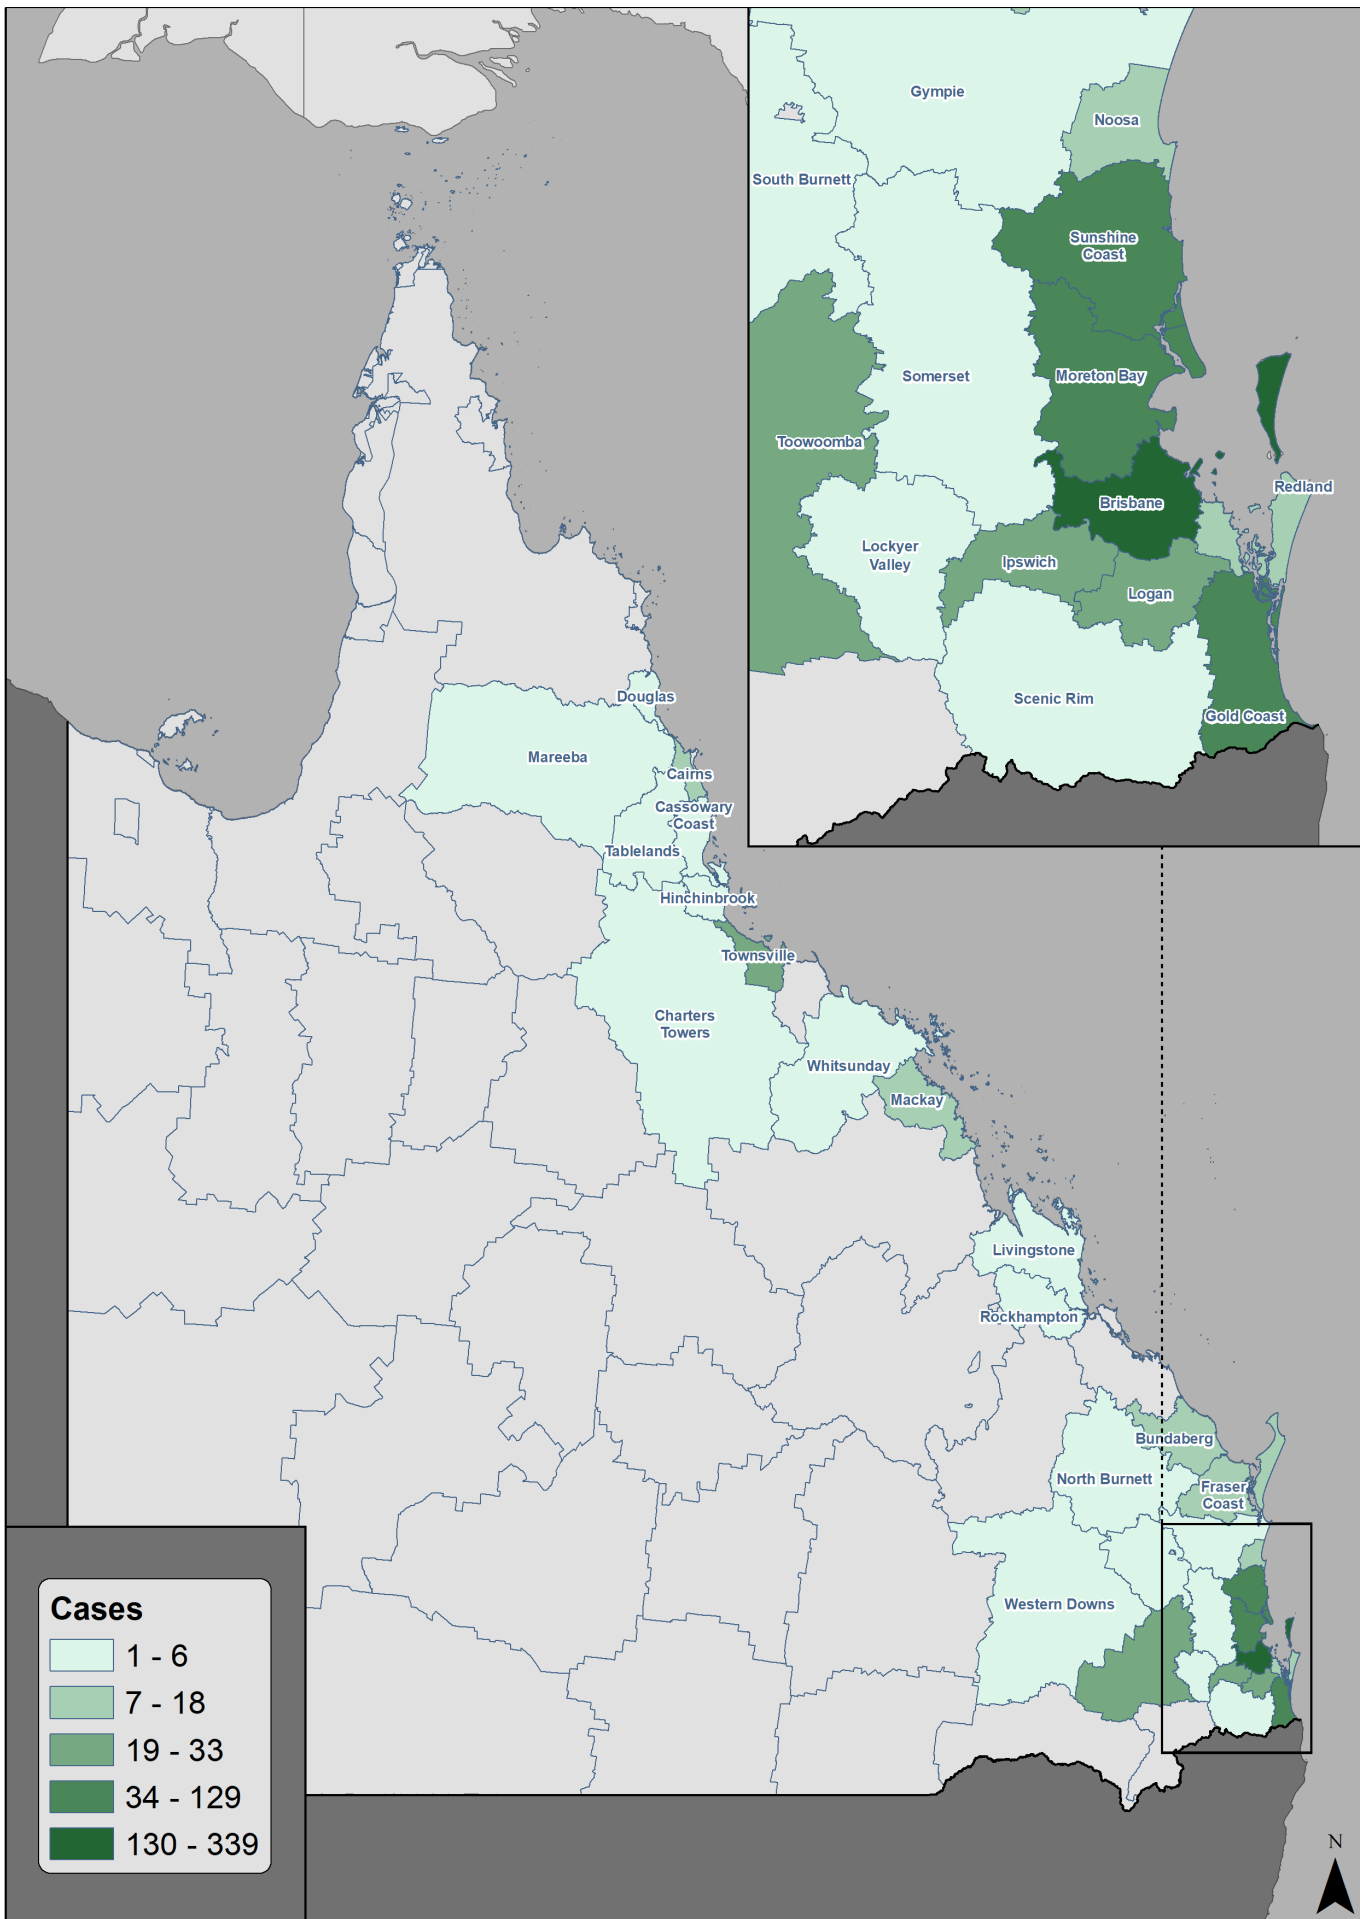 Gympie
Noosa
South Burnett
Sunshine
Coast
Somerset
Moreton Bay
Toowoomba
Redland
Brisbane
Lockyer
Valley
Ipswich
Logan
Scenic Rim
Gold Coast
Douglas
Mareeba
Cairns
Cassowary
Coast
Tablelands
Hinchinbrook
Townsville
Charters
Towers
Whitsunday
Mackay
Livingstone
Rockhampton
Bundaberg
North Burnett
Fraser
Coast
Western Downs
Cases
1 - 6
7 - 18
19 - 33
34 - 129
130 - 339
N